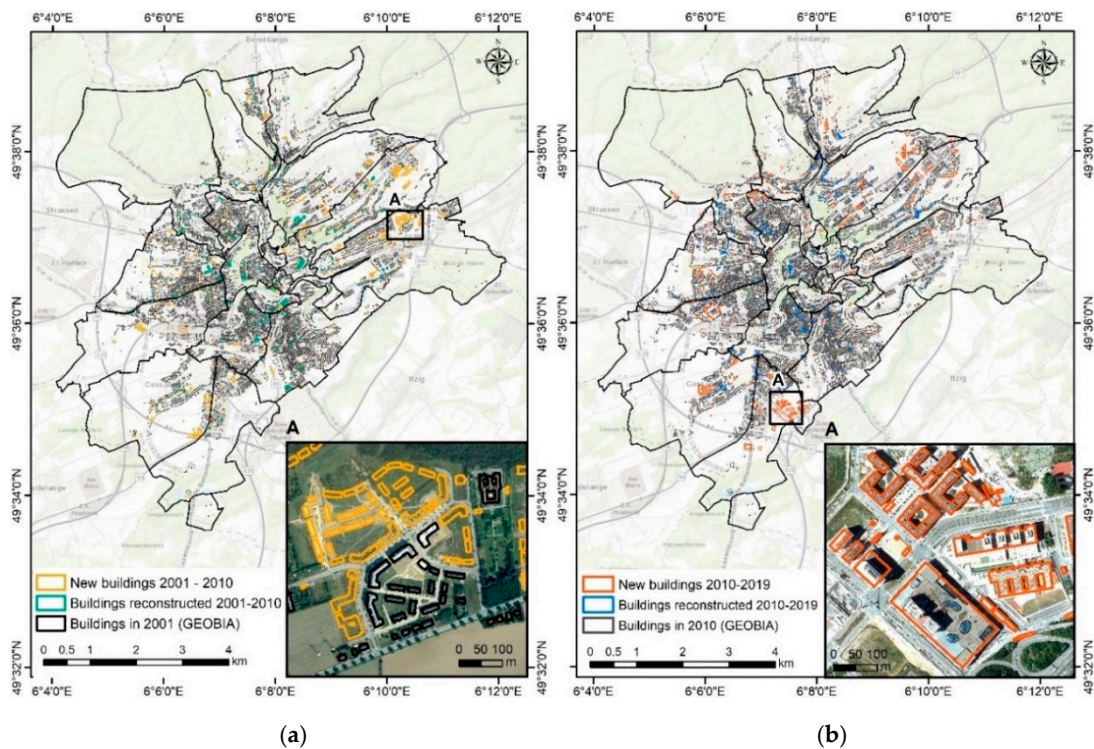 6°4'0"E 6°6'0"E 6°8'0"E 6°10'0"E 6°12'0"E
49°38'0"N
49°36'0"N
49°34'0"N
49°32'0"N
N
W E
S
Strassen
Itzig
A
A
New buildings 2001 - 2010
Buildings reconstructed 2001-2010
Buildings in 2001 (GEOBIA)
0 0.5 1 2 3 4
km
0 50 100
m
6°4'0"E 6°6'0"E 6°8'0"E 6°10'0"E 6°12'0"E
(a)
6°4'0"E 6°6'0"E 6°8'0"E 6°10'0"E 6°12'0"E
49°38'0"N
49°36'0"N
49°34'0"N
49°32'0"N
N
W E
S
Strassen
Itzig
A
A
New buildings 2010-2019
Buildings reconstructed 2010-2019
Buildings in 2010 (GEOBIA)
0 0.5 1 2 3 4
km
0 50 100
m
6°4'0"E 6°6'0"E 6°8'0"E 6°10'0"E 6°12'0"E
(b)